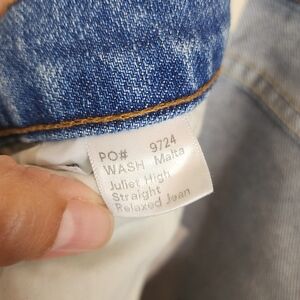 PO# 9724
WASH Malta
Juliet High
Straight
Relaxed Jean